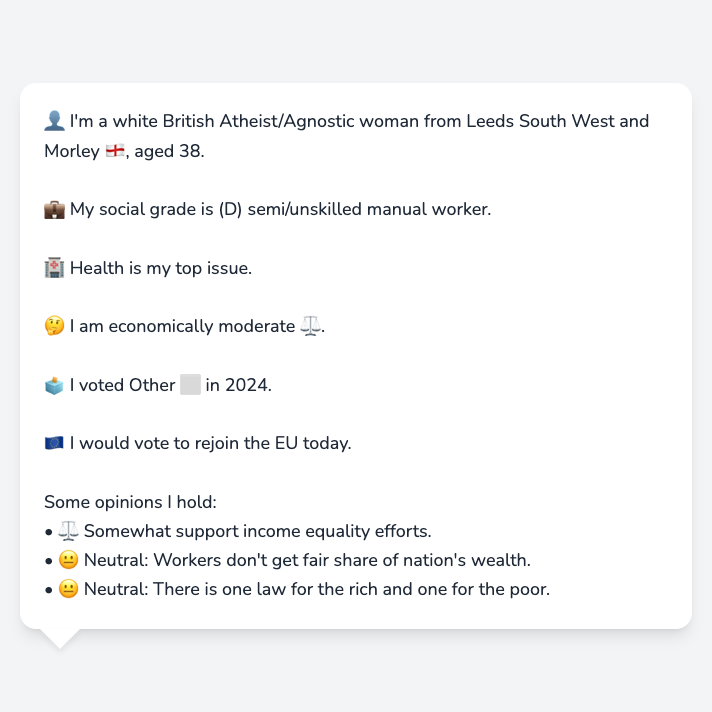 👤 I'm a white British Atheist/Agnostic woman from Leeds South West and
Morley 🏴󠁧󠁢󠁥󠁮󠁧󠁿, aged 38.
💼 My social grade is (D) semi/unskilled manual worker.
🏥 Health is my top issue.
🤔 I am economically moderate ⚖️.
🗳️ I voted Other ⬜ in 2024.
🇪🇺 I would vote to rejoin the EU today.
Some opinions I hold:
• ⚖️ Somewhat support income equality efforts.
• 😐 Neutral: Workers don't get fair share of nation's wealth.
• 😐 Neutral: There is one law for the rich and one for the poor.